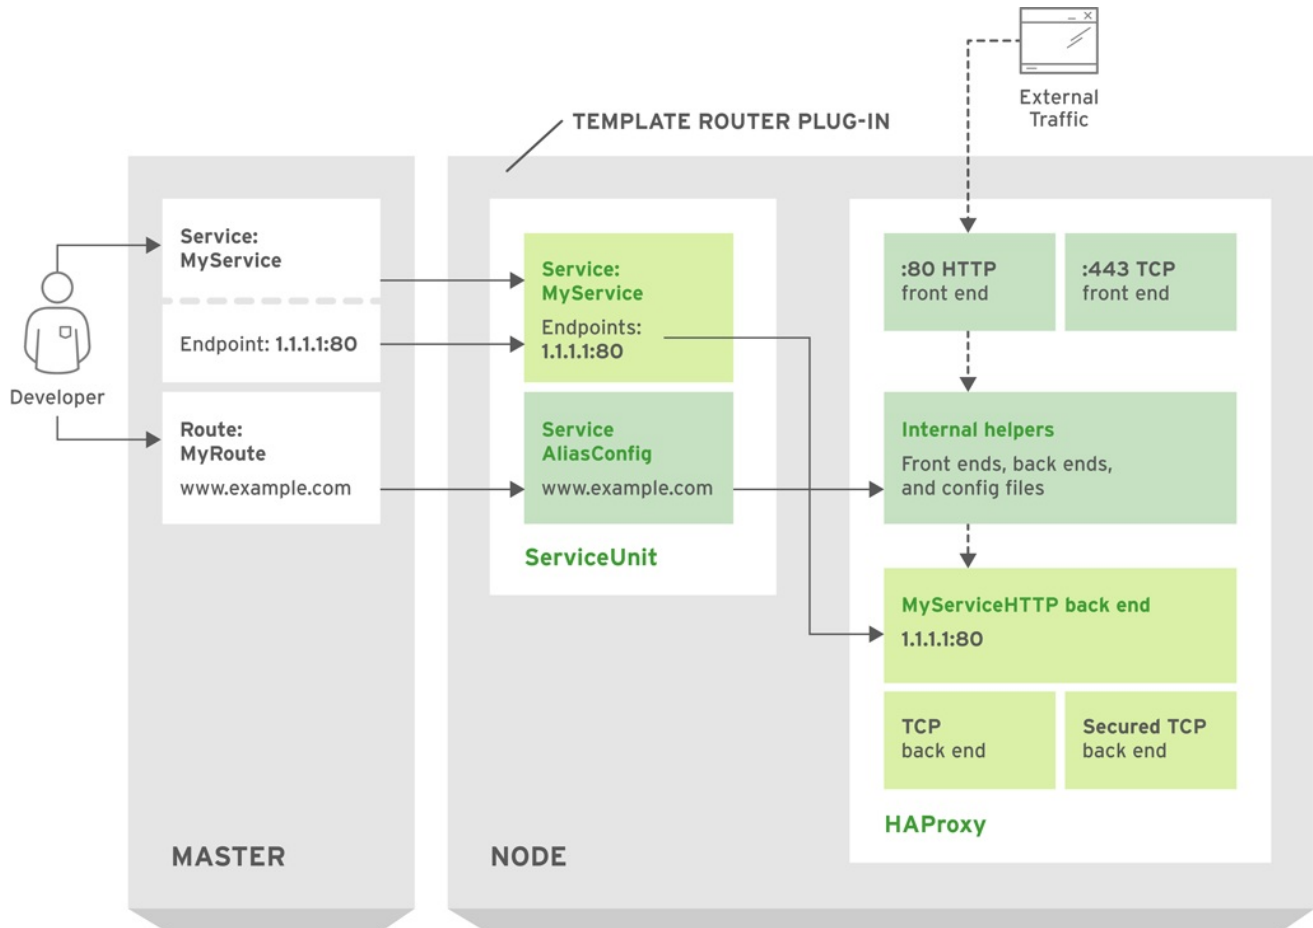 External
Traffic
TEMPLATE ROUTER PLUG-IN
Developer
Service:
MyService
Endpoint: 1.1.1.1:80
Route:
MyRoute
www.example.com
MASTER
Service:
MyService
Endpoints:
1.1.1.1:80
Service
AliasConfig
www.example.com
ServiceUnit
NODE
:80 HTTP
front end
:443 TCP
front end
Internal helpers
Front ends, back ends,
and config files
MyServiceHTTP back end
1.1.1.1:80
TCP
back end
Secured TCP
back end
HAProxy